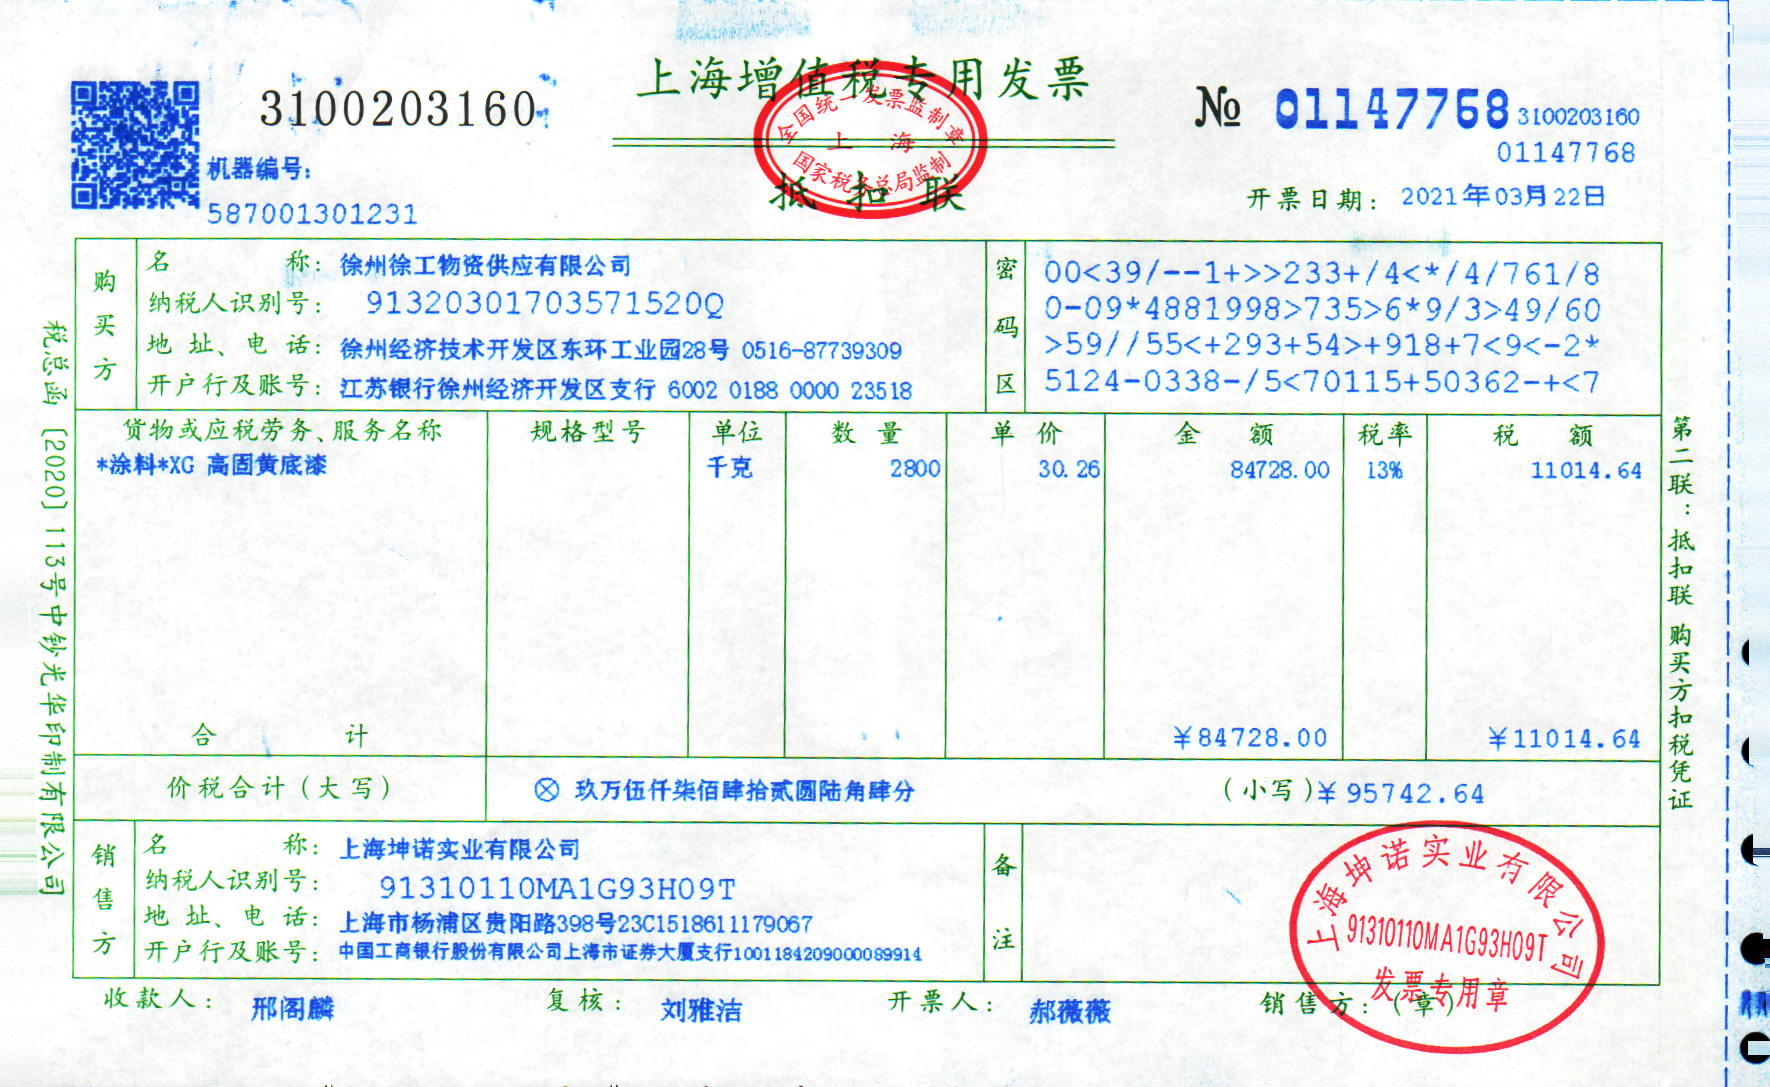 上海增值税专用发票
全国统一发票监制章
上海
国家税务总局监制
抵扣联
3100203160
机器编号:
587001301231
№ 01147768
3100203160
01147768
开票日期: 2021年03月22日
购买方
名称: 徐州徐工物资供应有限公司
纳税人识别号: 91320301703571520Q
地址、电话: 徐州经济技术开发区东环工业园28号 0516-87739309
开户行及账号: 江苏银行徐州经济开发区支行 6002 0188 0000 23518
密码区
00<39/--1+>>233+/4<*/4/761/8
0-09*4881998>735>6*9/3>49/60
>59//55<+293+54>+918+7<9<-2*
5124-0338-/5<70115+50362-+<7
货物或应税劳务、服务名称 规格型号 单位 数量 单价 金额 税率 税额
*涂料*XG 高固黄底漆 千克 2800 30.26 84728.00 13% 11014.64
合计 ¥84728.00 ¥11014.64
价税合计(大写) ⊗ 玖万伍仟柒佰肆拾贰圆陆角肆分 (小写)¥95742.64
销售方
名称: 上海坤诺实业有限公司
纳税人识别号: 91310110MA1G93H09T
地址、电话: 上海市杨浦区贵阳路398号23C1518611179067
开户行及账号: 中国工商银行股份有限公司上海市证券大厦支行1001184209000089914
备注
上海坤诺实业有限公司
91310110MA1G93H09T
发票专用章
收款人: 邢阁麟 复核: 刘雅洁 开票人: 郝薇薇 销售方:(章)
税总函〔2020〕113号中钞光华印制有限公司
第二联:抵扣联 购买方扣税凭证